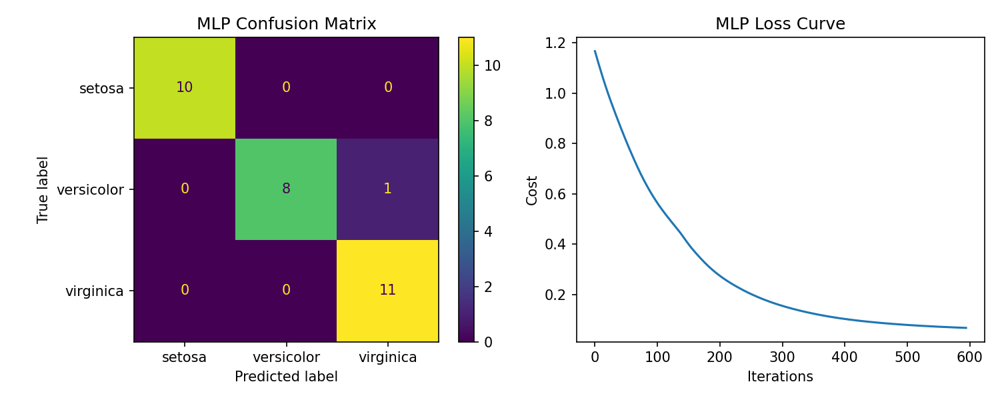 MLP Confusion Matrix
setosa
versicolor
virginica
True label
10 0 0
0 8 1
0 0 11
setosa versicolor virginica
Predicted label
10
8
6
4
2
0
MLP Loss Curve
1.2
1.0
0.8
0.6
0.4
0.2
Cost
0 100 200 300 400 500 600
Iterations